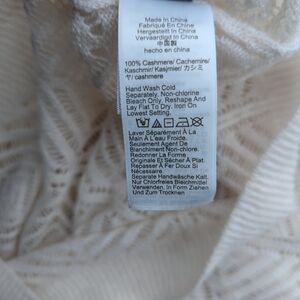 Made In China
Fabriqué En Chine
Hergestellt In China
Vervaardigd In China
中国製
hecho en chino
100% Cashmere/ Cachemire/
Kaschmir/ Kasjmier/ カシミ
ヤ/ cashemere
Hand Wash Cold
Separately. Non-chlorine
Bleach Only. Reshape And
Lay Flat To Dry. Iron On
Lowest Setting.
Laver Séparément À La
Main À L'eau Froide.
Seulement Agent De
Blanchiment Non-chlore.
Redonner La Forme
Originale Et Sécher À Plat.
Repasser À Fer Doux Si
Nécessaire.
Separate Handwäsche Kalt.
Nur Chlorfreies Bleichmittel
Verwenden, In Form Ziehen
Und Zum Trocknen